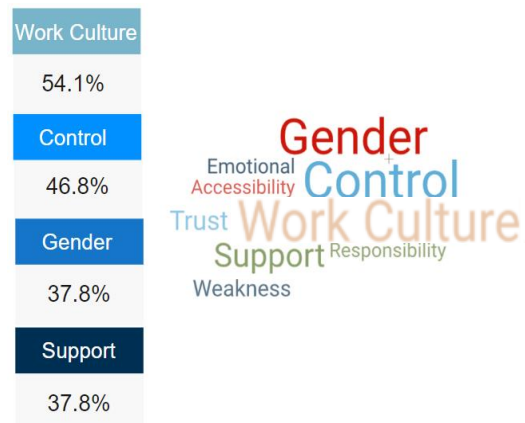 Work Culture
54.1%
Control
46.8%
Gender
37.8%
Support
37.8%
Gender
Emotional
Accessibility
Control
Trust
Work Culture
Support
Responsibility
Weakness